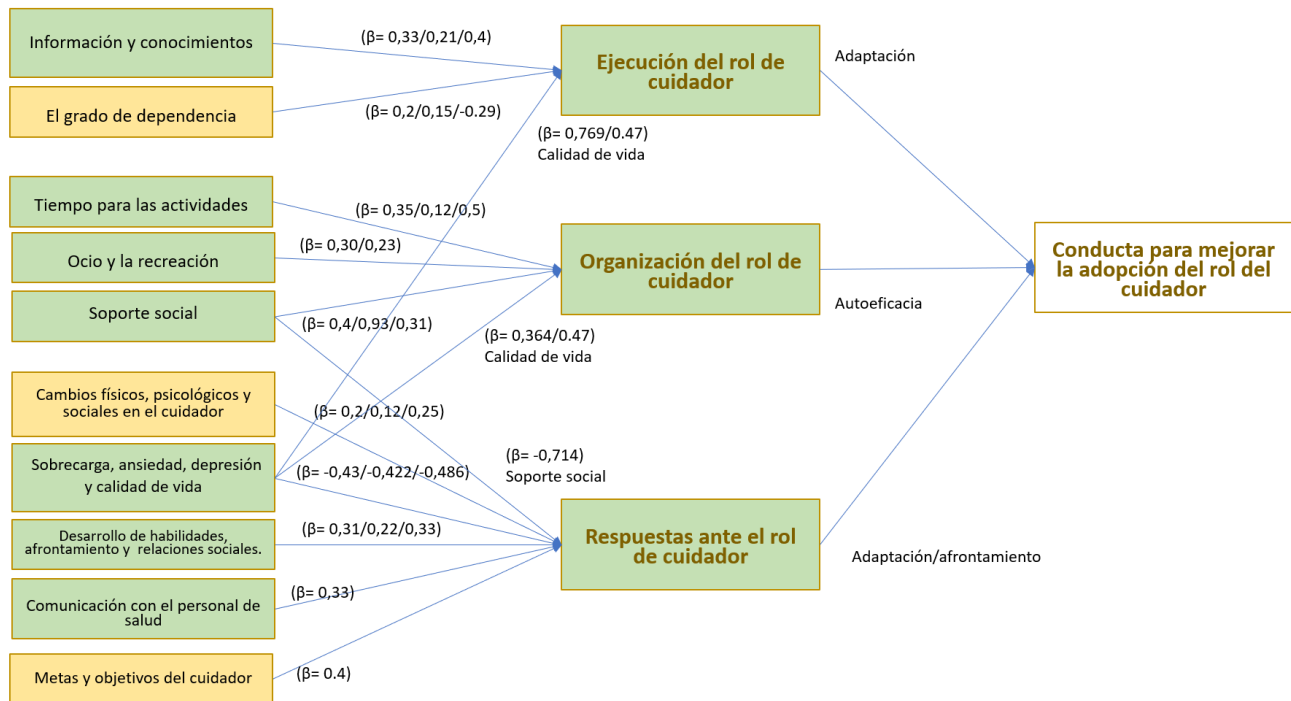 Información y conocimientos
(β= 0,33/0,21/0,4)
El grado de dependencia
(β= 0,2/0,15/-0.29)
Ejecución del rol de
cuidador
Adaptación
(β= 0,769/0.47)
Calidad de vida
Tiempo para las actividades
(β= 0,35/0,12/0,5)
Ocio y la recreación
(β= 0,30/0,23)
Soporte social
(β= 0,4/0,93/0,31)
Organización del rol de
cuidador
Autoeficacia
(β= 0,364/0.47)
Calidad de vida
Conducta para mejorar
la adopción del rol del
cuidador
Cambios físicos, psicológicos y
sociales en el cuidador
(β= 0,2/0,12/0,25)
Sobrecarga, ansiedad, depresión
y calidad de vida
(β= -0,43/-0,422/-0,486)
(β= -0,714)
Soporte social
Desarrollo de habilidades,
afrontamiento y  relaciones sociales.
(β= 0,31/0,22/0,33)
Respuestas ante el rol
de cuidador
Adaptación/afrontamiento
Comunicación con el personal de
salud
(β= 0,33)
Metas y objetivos del cuidador
(β= 0.4)